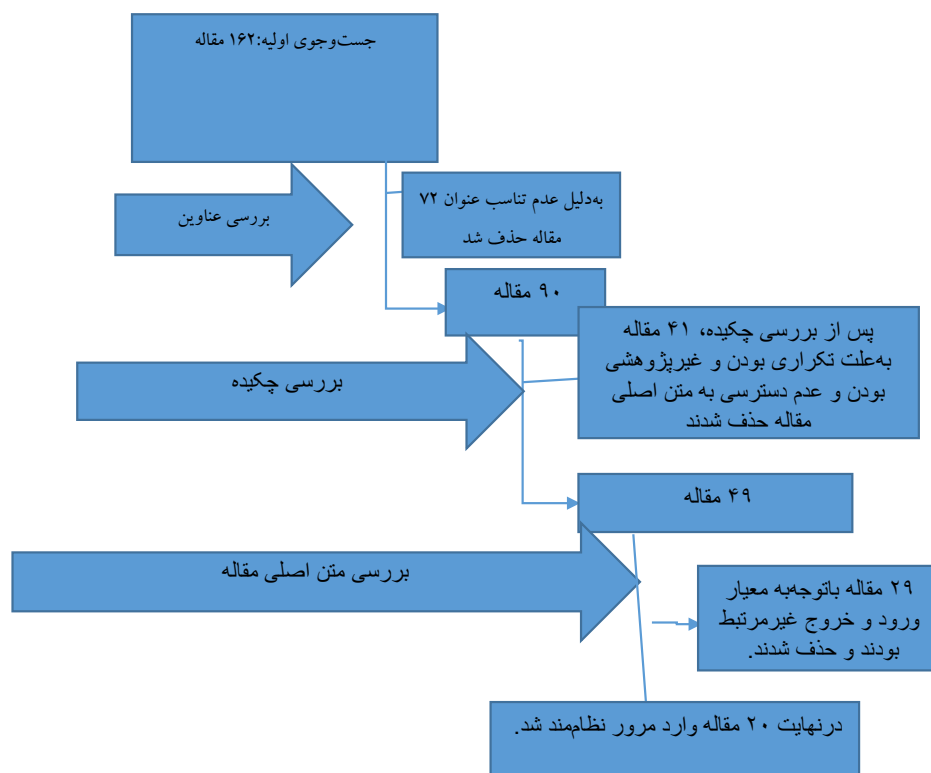 جست‌وجوی اولیه:۱۶۲ مقاله
به‌دلیل عدم تناسب عنوان ۷۲
مقاله حذف شد
بررسی عناوین
۹۰ مقاله
پس از بررسی چکیده، ۴۱ مقاله
به‌علت تکراری بودن و غیرپژوهشی
بودن و عدم دسترسی به متن اصلی
مقاله حذف شدند
بررسی چکیده
۴۹ مقاله
بررسی متن اصلی مقاله
۲۹ مقاله باتوجه‌به معیار
ورود و خروج غیرمرتبط
بودند و حذف شدند.
درنهایت ۲۰ مقاله وارد مرور نظام‌مند شد.